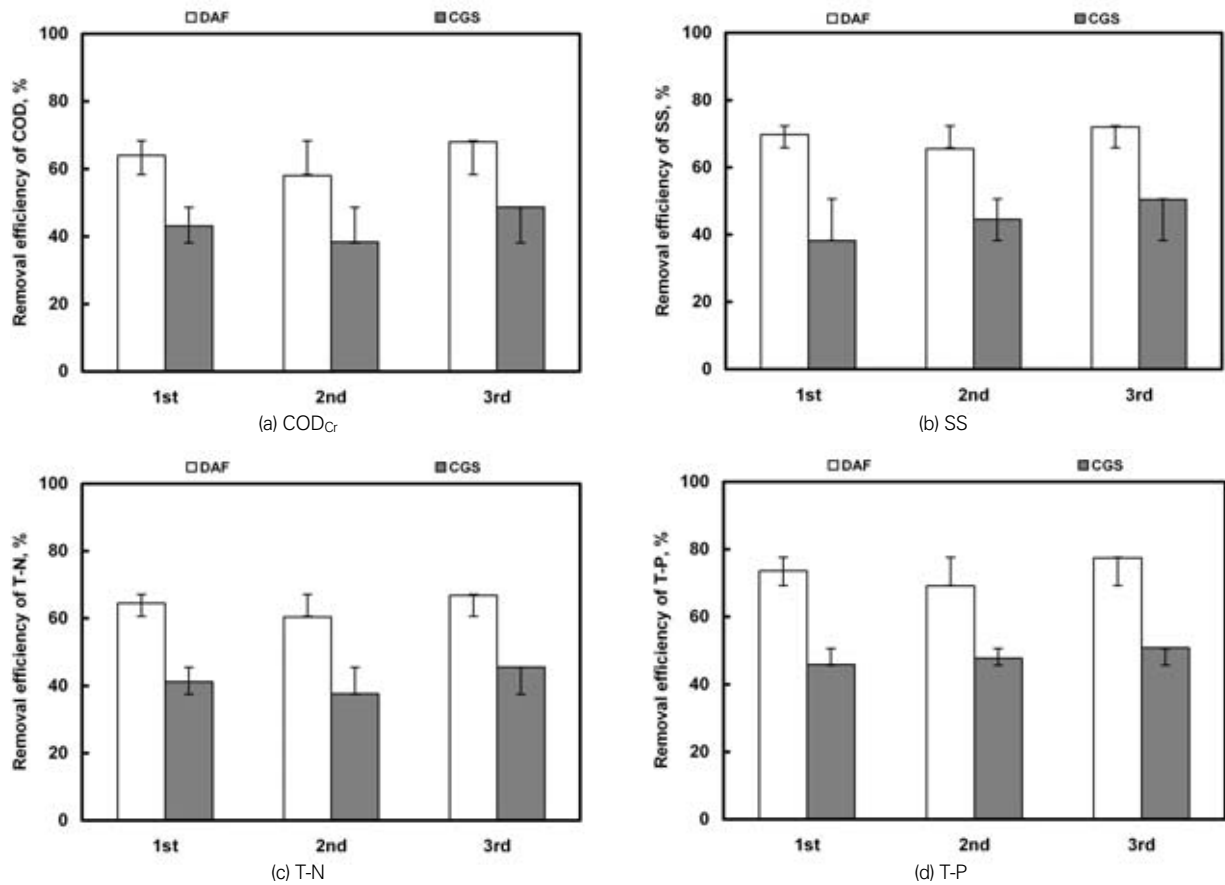 DAF CGS
Removal efficiency of COD, %
100
80
60
40
20
0
1st 2nd 3rd
(a) CODCr
DAF CGS
Removal efficiency of SS, %
100
80
60
40
20
0
1st 2nd 3rd
(b) SS
DAF CGS
Removal efficiency of T-N, %
100
80
60
40
20
0
1st 2nd 3rd
(c) T-N
DAF CGS
Removal efficiency of T-P, %
100
80
60
40
20
0
1st 2nd 3rd
(d) T-P